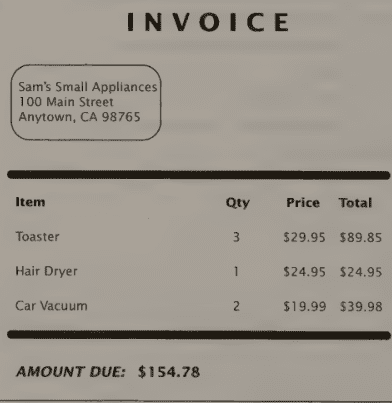 INVOICE
Sam's Small Appliances
100 Main Street
Anytown, CA 98765
Item Qty Price Total
Toaster 3 $29.95 $89.85
Hair Dryer 1 $24.95 $24.95
Car Vacuum 2 $19.99 $39.98
AMOUNT DUE: $154.78